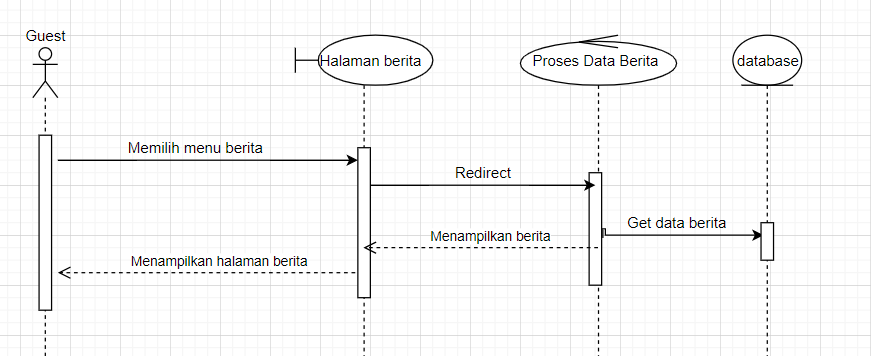 Guest
Halaman berita
Proses Data Berita
database
Memilih menu berita
Redirect
Get data berita
Menampilkan berita
Menampilkan halaman berita